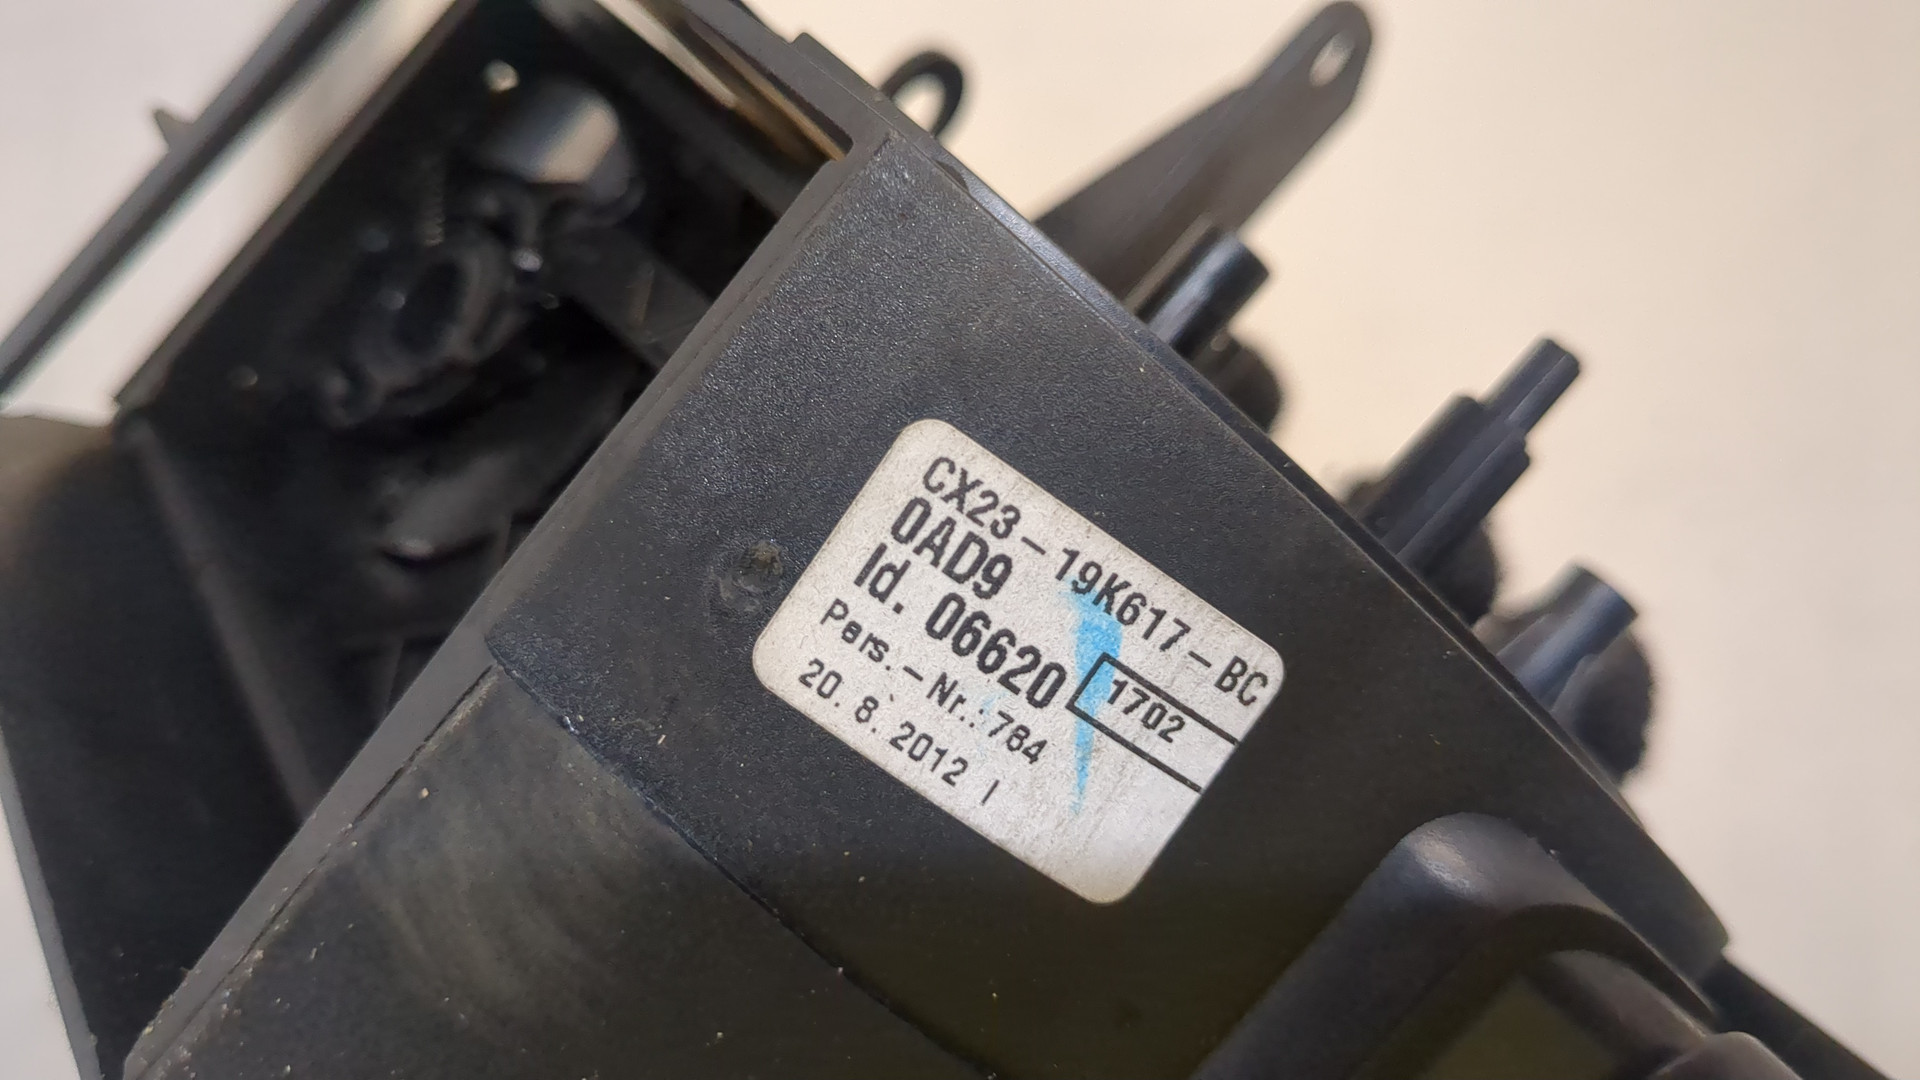 CX23-19K617-BC
0AD9
Id. 06620 1702
Pers.-Nr.: 784
20. 8. 2012 I